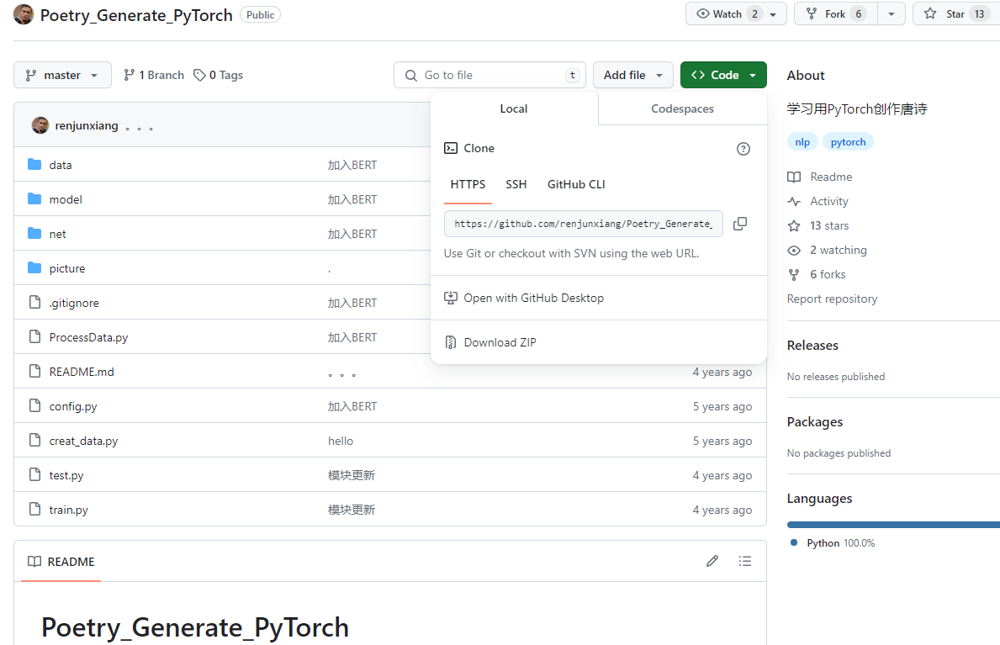 Poetry_Generate_PyTorch Public Watch 2 Fork 6 Star 13
master 1 Branch 0 Tags Go to file t Add file Code
About
学习用PyTorch创作唐诗
nlp pytorch
Readme
Activity
13 stars
2 watching
6 forks
Report repository
Releases
No releases published
Packages
No packages published
Languages
Python 100.0%
Local Codespaces
Clone
HTTPS SSH GitHub CLI
https://github.com/renjunxiang/Poetry_Generate_
Use Git or checkout with SVN using the web URL.
Open with GitHub Desktop
Download ZIP
renjunxiang 。。。
data 加入BERT
model 加入BERT
net 加入BERT
picture .
.gitignore 加入BERT
ProcessData.py 加入BERT
README.md 。。。 4 years ago
config.py 加入BERT 5 years ago
creat_data.py hello 5 years ago
test.py 模块更新 4 years ago
train.py 模块更新 4 years ago
README
Poetry_Generate_PyTorch